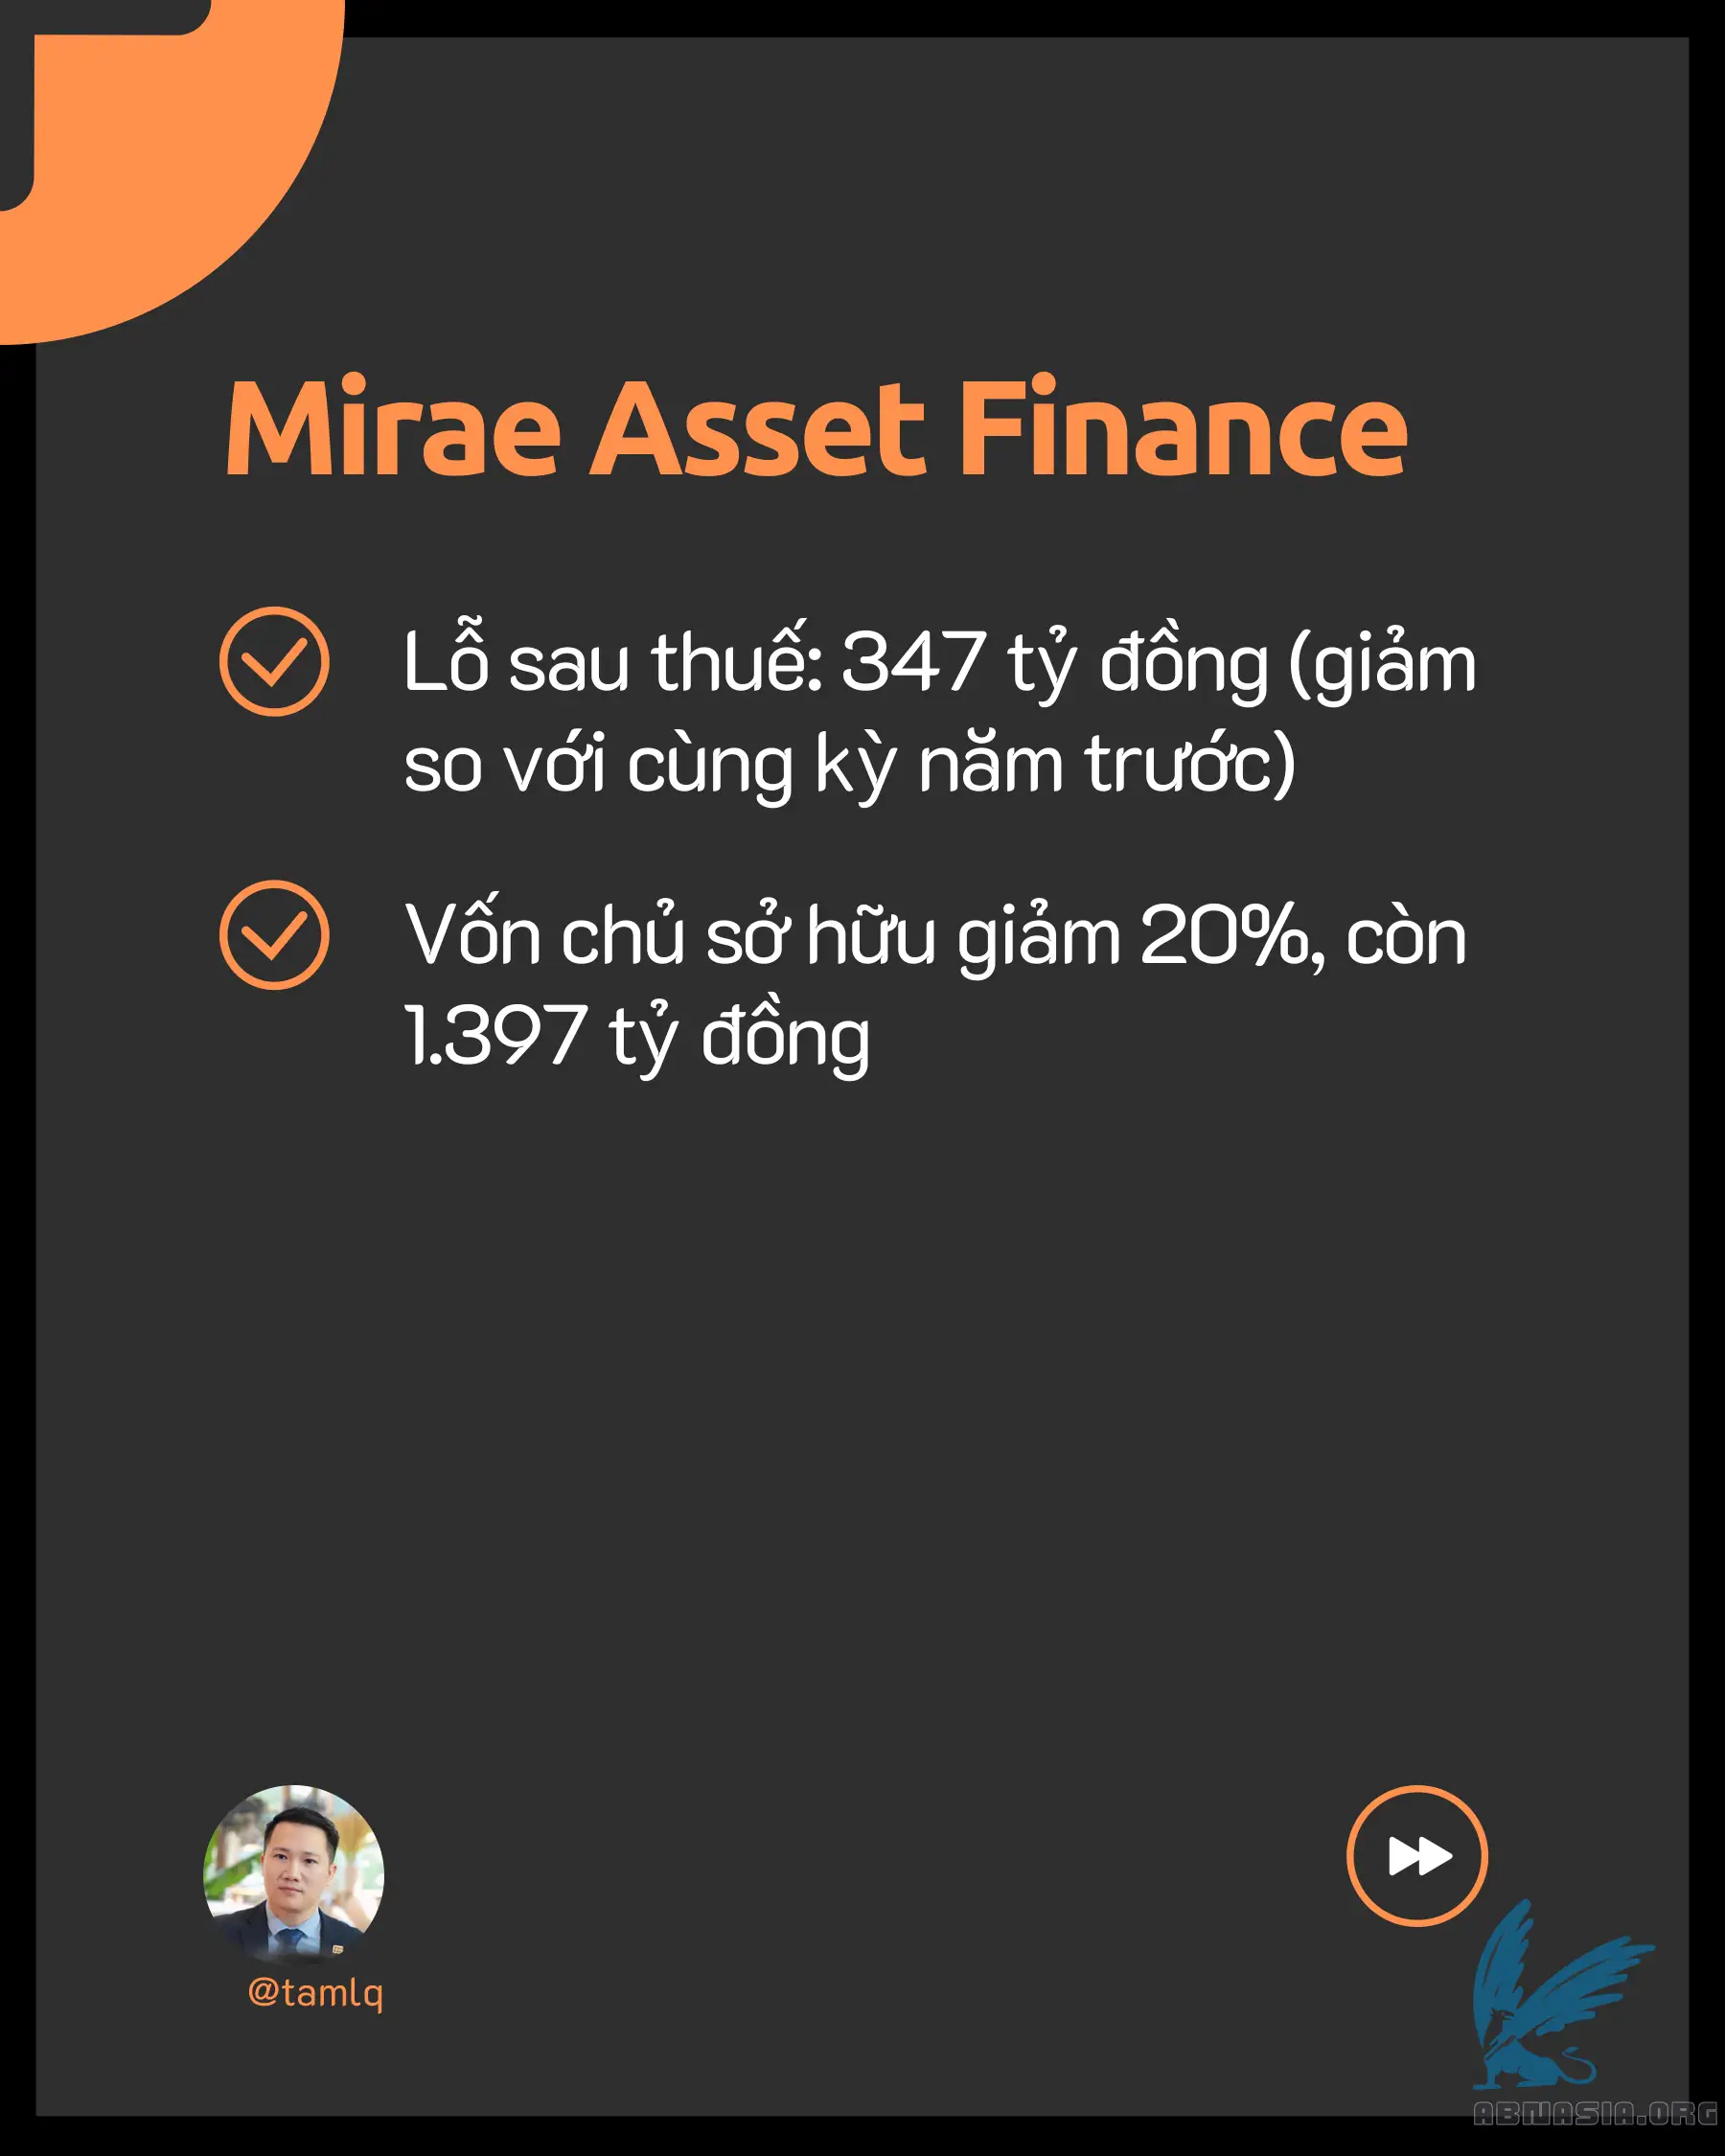 Mirae Asset Finance
Lỗ sau thuế: 347 tỷ đồng (giảm
so với cùng kỳ năm trước)
Vốn chủ sở hữu giảm 20%, còn
1.397 tỷ đồng
@tamlq
ABNASIA.ORG